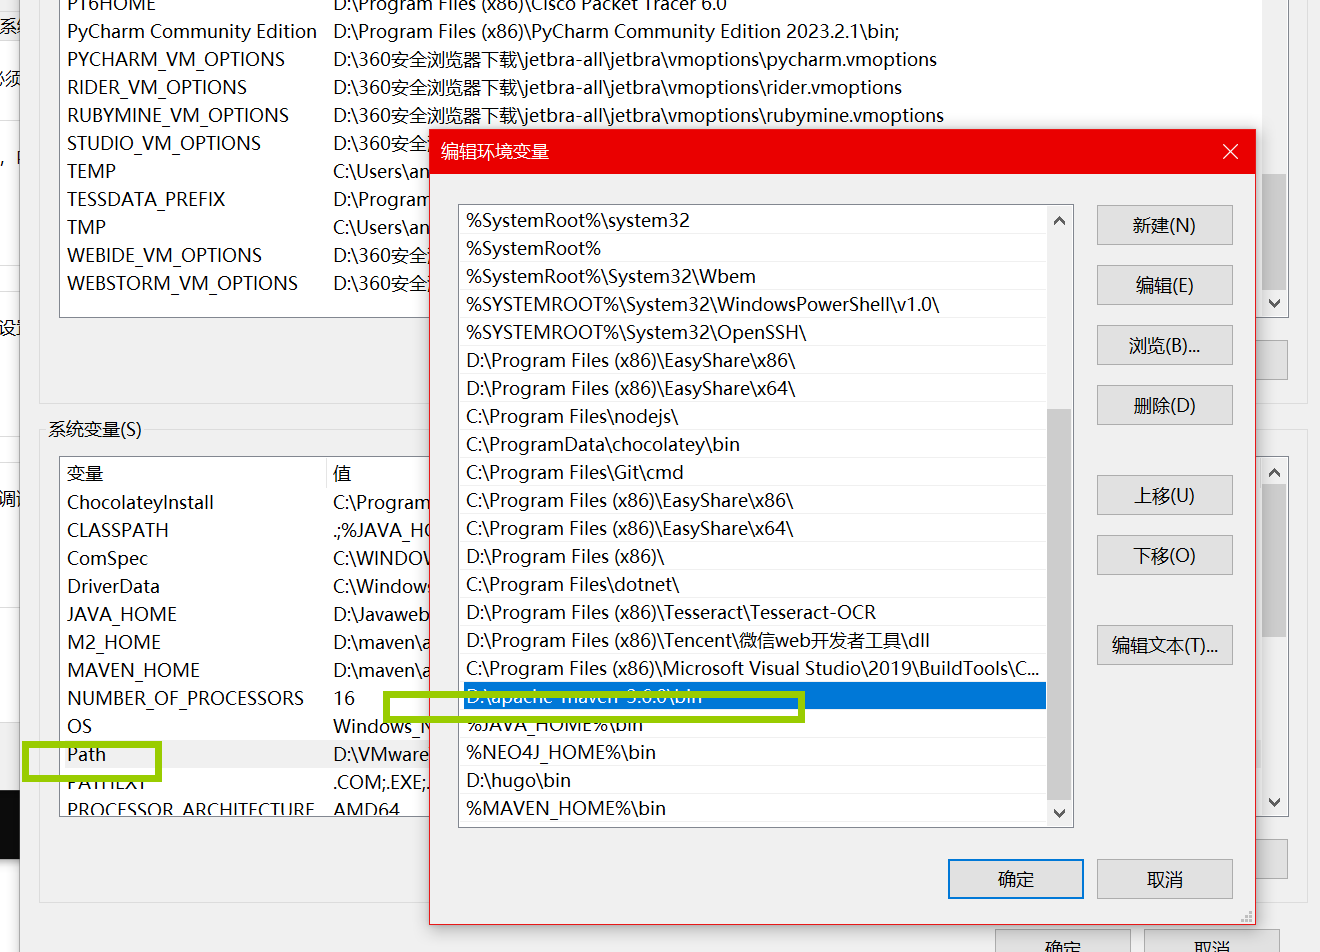 PT6HOME D:\Program Files (x86)\Cisco Packet Tracer 6.0
PyCharm Community Edition D:\Program Files (x86)\PyCharm Community Edition 2023.2.1\bin;
PYCHARM_VM_OPTIONS D:\360安全浏览器下载\jetbra-all\jetbra\vmoptions\pycharm.vmoptions
RIDER_VM_OPTIONS D:\360安全浏览器下载\jetbra-all\jetbra\vmoptions\rider.vmoptions
RUBYMINE_VM_OPTIONS D:\360安全浏览器下载\jetbra-all\jetbra\vmoptions\rubymine.vmoptions
STUDIO_VM_OPTIONS D:\360安全
TEMP C:\Users\an
TESSDATA_PREFIX D:\Program
TMP C:\Users\an
WEBIDE_VM_OPTIONS D:\360安全
WEBSTORM_VM_OPTIONS D:\360安全
系统变量(S)
变量 值
ChocolateyInstall C:\Program
CLASSPATH .;%JAVA_HO
ComSpec C:\WINDOW
DriverData C:\Windows
JAVA_HOME D:\Javaweb
M2_HOME D:\maven\a
MAVEN_HOME D:\maven\a
NUMBER_OF_PROCESSORS 16
OS Windows_N
Path D:\VMware
PATHEXT .COM;.EXE;.
PROCESSOR_ARCHITECTURE AMD64
编辑环境变量
%SystemRoot%\system32
%SystemRoot%
%SystemRoot%\System32\Wbem
%SYSTEMROOT%\System32\WindowsPowerShell\v1.0\
%SYSTEMROOT%\System32\OpenSSH\
D:\Program Files (x86)\EasyShare\x86\
D:\Program Files (x86)\EasyShare\x64\
C:\Program Files\nodejs\
C:\ProgramData\chocolatey\bin
C:\Program Files\Git\cmd
C:\Program Files (x86)\EasyShare\x86\
C:\Program Files (x86)\EasyShare\x64\
D:\Program Files (x86)\
C:\Program Files\dotnet\
D:\Program Files (x86)\Tesseract\Tesseract-OCR
D:\Program Files (x86)\Tencent\微信web开发者工具\dll
C:\Program Files (x86)\Microsoft Visual Studio\2019\BuildTools\C...
D:\apache-maven-3.6.0\bin
%JAVA_HOME%\bin
%NEO4J_HOME%\bin
D:\hugo\bin
%MAVEN_HOME%\bin
新建(N)
编辑(E)
浏览(B)...
删除(D)
上移(U)
下移(O)
编辑文本(T)...
确定
取消
确定
取消